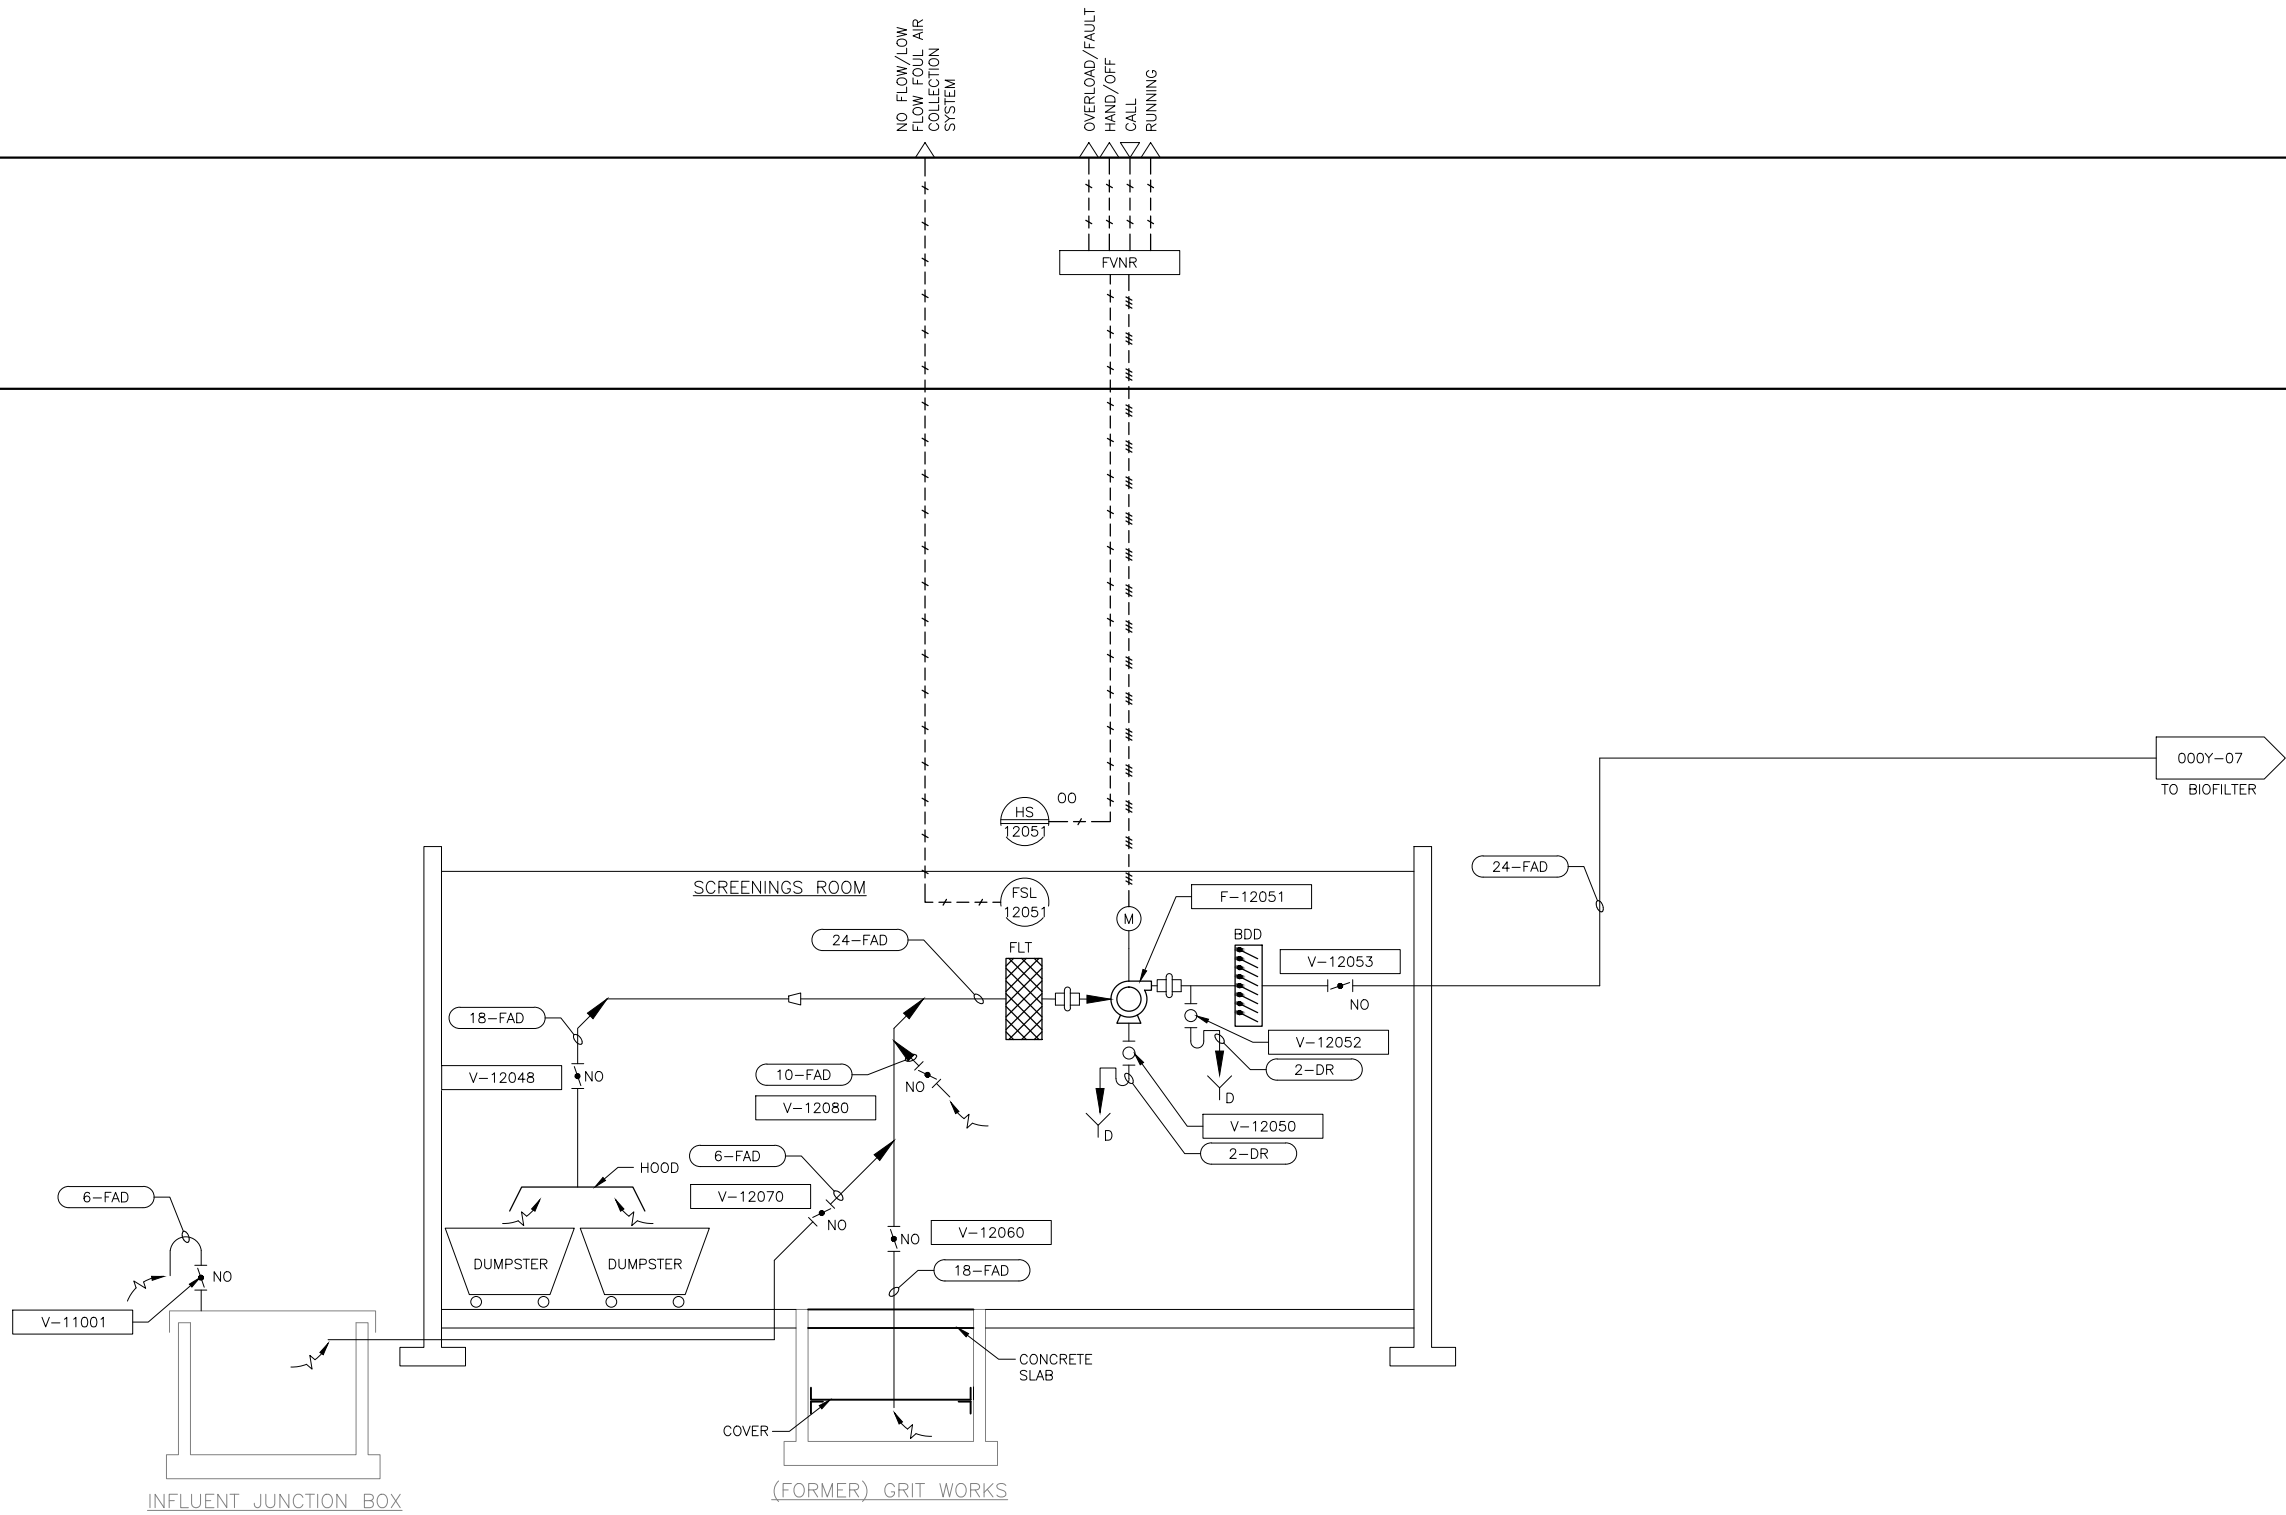 NO FLOW/LOW
FLOW FOUL AIR
COLLECTION
SYSTEM
OVERLOAD/FAULT
HAND/OFF
CALL
RUNNING
FVNR
000Y-07
TO BIOFILTER
HS
12051
OO
24-FAD
SCREENINGS ROOM
FSL
12051
F-12051
M
24-FAD
FLT
BDD
V-12053
NO
18-FAD
V-12048
NO
10-FAD
NO
V-12080
V-12052
2-DR
D
V-12050
D
2-DR
6-FAD
HOOD
V-12070
NO
V-12060
NO
18-FAD
DUMPSTER
DUMPSTER
6-FAD
NO
V-11001
CONCRETE
SLAB
COVER
INFLUENT JUNCTION BOX
(FORMER) GRIT WORKS